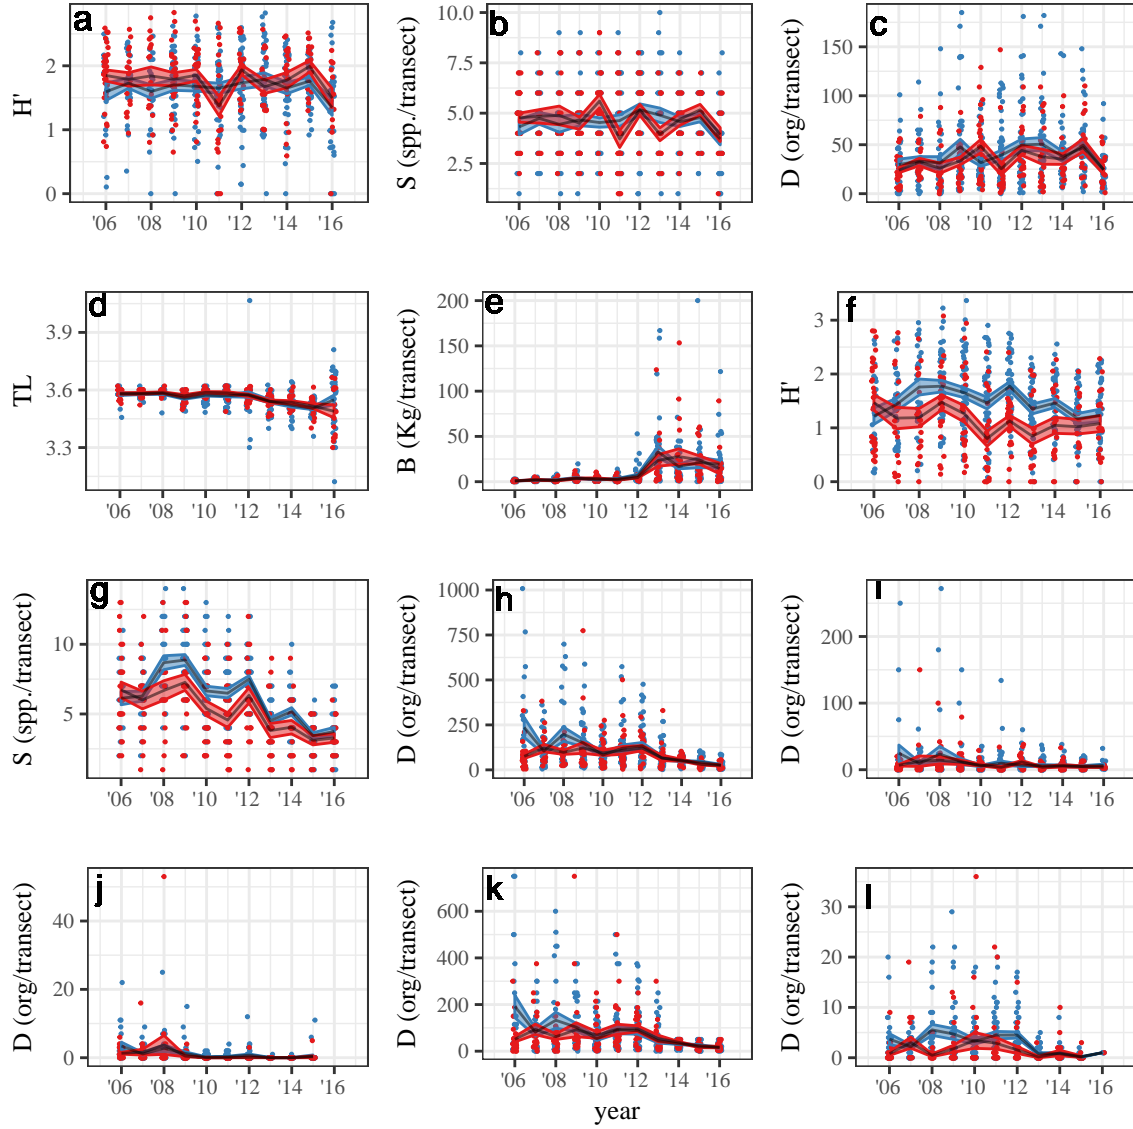 a
H'
2
1
0
'06 '08 '10 '12 '14 '16
b
S (spp./transect)
10.0
7.5
5.0
2.5
'06 '08 '10 '12 '14 '16
c
D (org/transect)
150
100
50
0
'06 '08 '10 '12 '14 '16
d
TL
3.9
3.6
3.3
'06 '08 '10 '12 '14 '16
e
B (Kg/transect)
200
150
100
50
0
'06 '08 '10 '12 '14 '16
f
H'
3
2
1
0
'06 '08 '10 '12 '14 '16
g
S (spp./transect)
10
5
'06 '08 '10 '12 '14 '16
h
D (org/transect)
1000
750
500
250
0
'06 '08 '10 '12 '14 '16
I
D (org/transect)
200
100
0
'06 '08 '10 '12 '14 '16
j
D (org/transect)
40
20
0
'06 '08 '10 '12 '14 '16
k
D (org/transect)
600
400
200
0
'06 '08 '10 '12 '14 '16
l
D (org/transect)
30
20
10
0
'06 '08 '10 '12 '14 '16
year